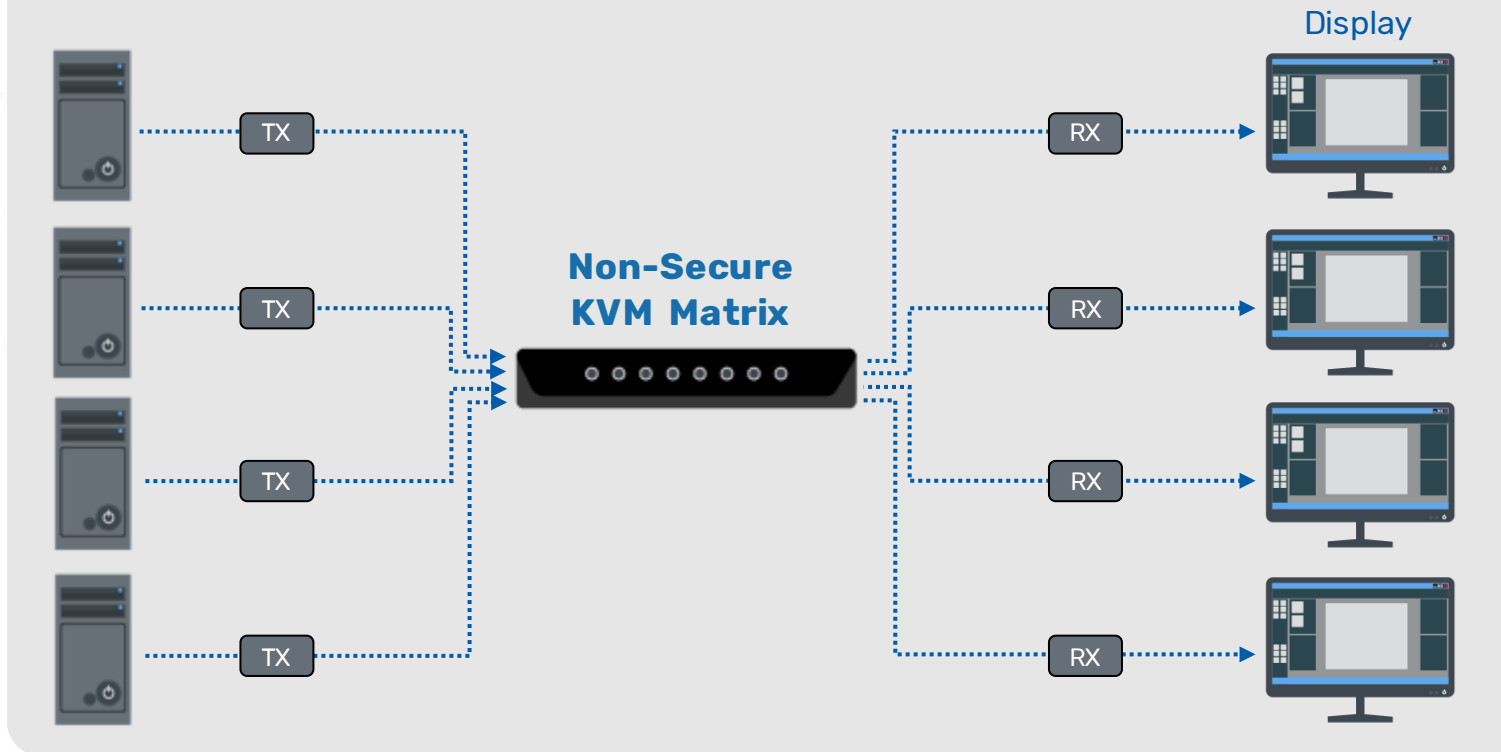 Display
TX
RX
Non-Secure
KVM Matrix
TX
RX
TX
RX
TX
RX